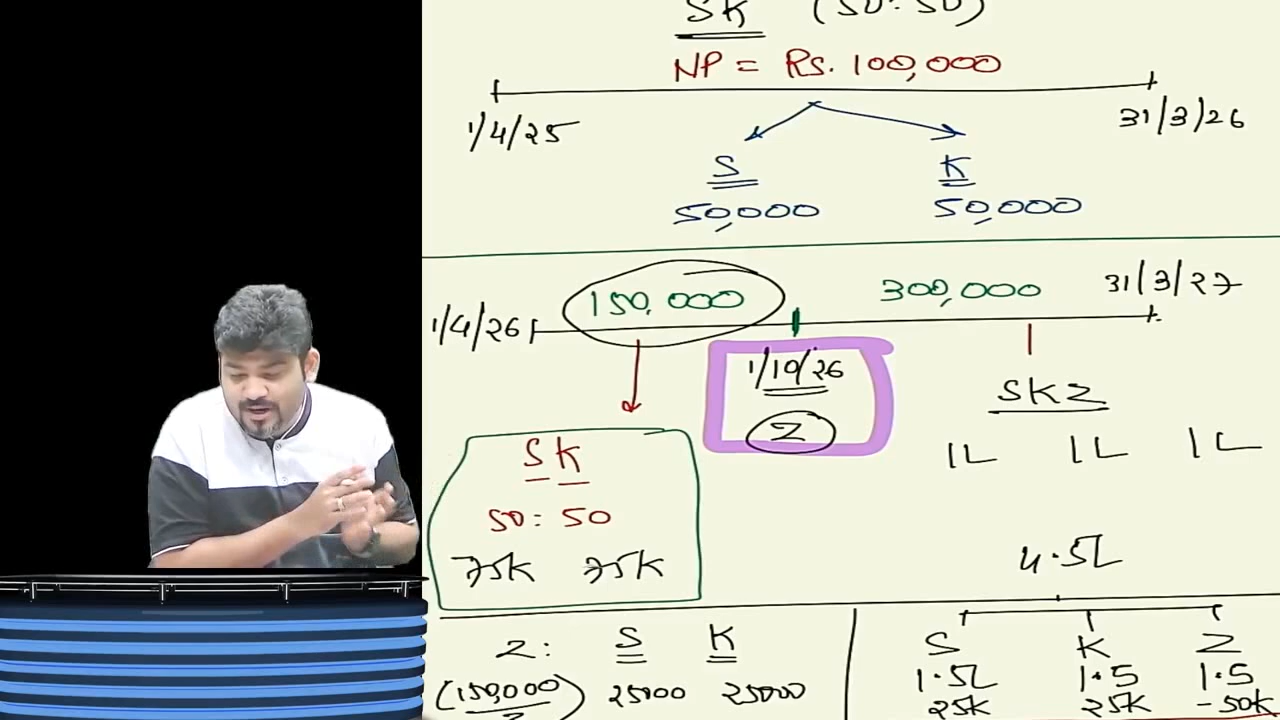 SK (50:50)
NP = Rs. 100,000
1/4/25 31/3/26
S K
50,000 50,000
150,000 300,000 31/3/27
1/4/26
1/10/26
Z
SKZ
1L 1L 1L
SK
50:50
75K 75K
4.5L
Z: S K
(150,000) 25000 25000
S K Z
1.5L 1.5 1.5
25K 25K -50K